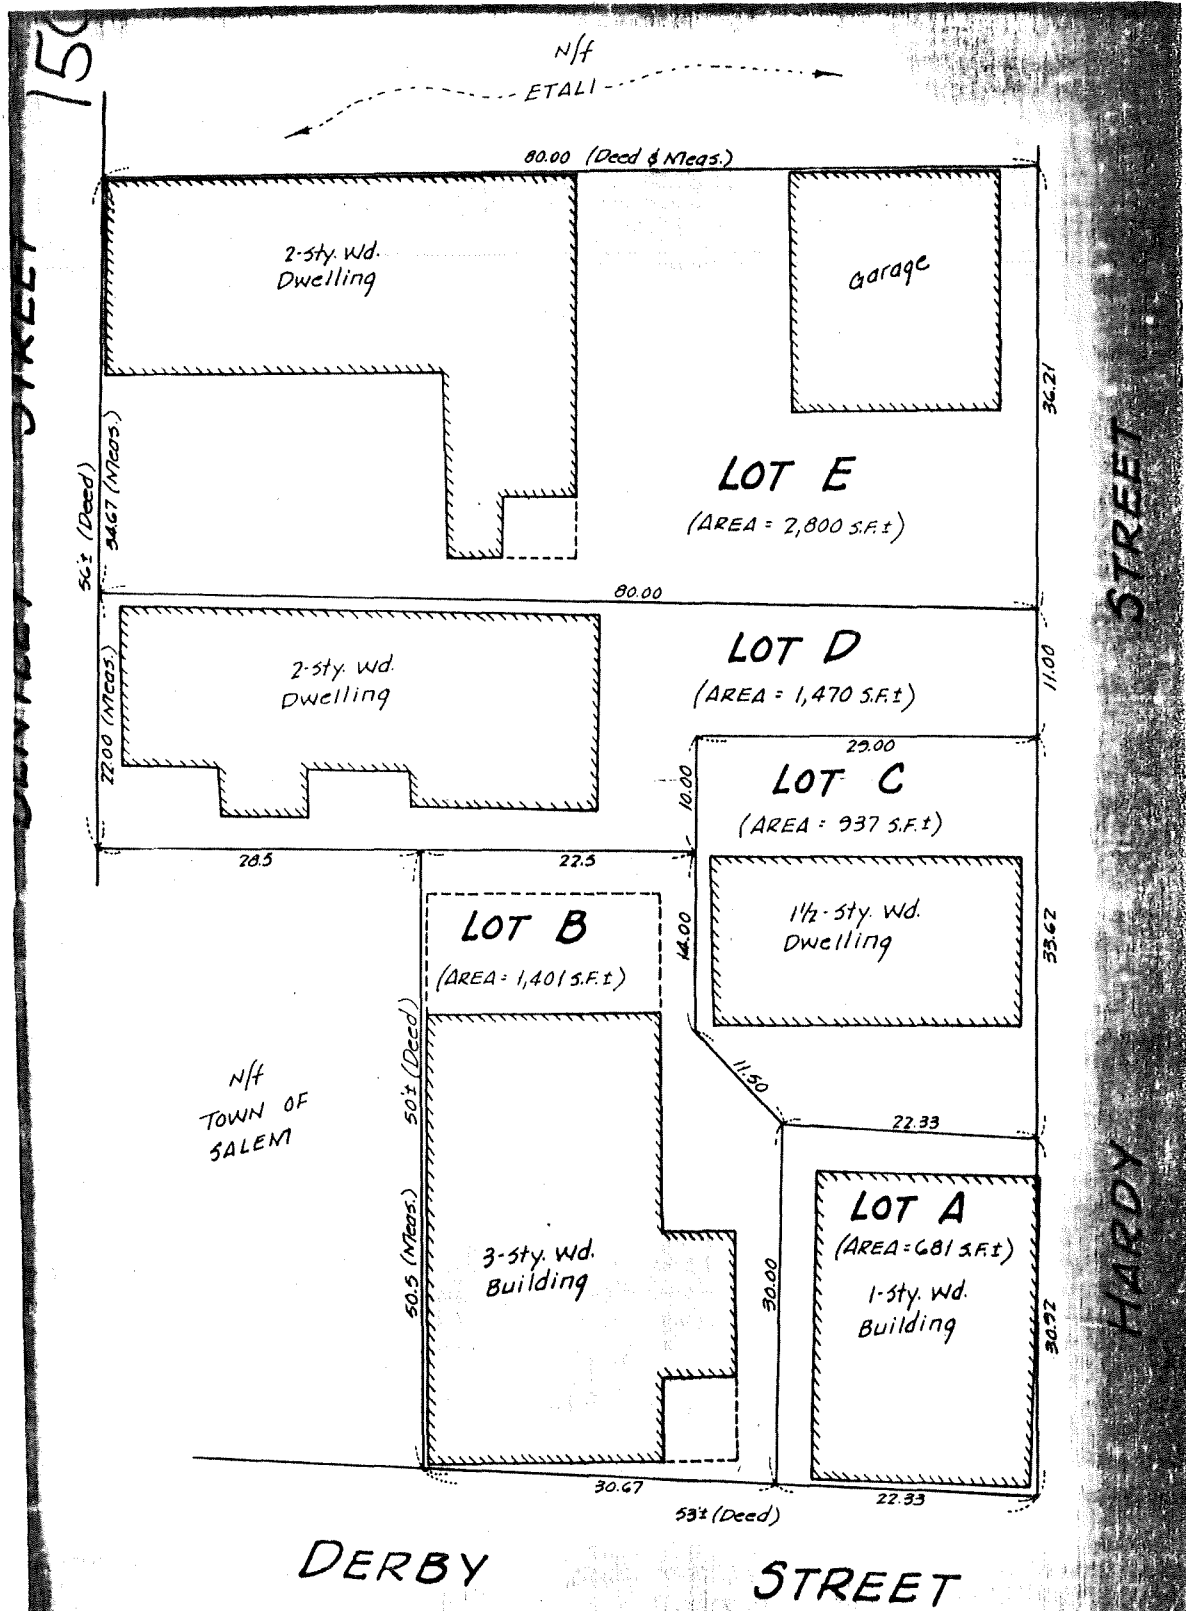 N/f
ETALI
80.00 (Deed & Meas.)
2-Sty. Wd.
Dwelling
Garage
STREET
36.21
56'± (Deed)
34.67 (Meas.)
LOT E
(AREA = 2,800 S.F.±)
STREET
80.00
LOT D
(AREA = 1,470 S.F.±)
11.00
2-Sty. Wd.
Dwelling
22.00 (Meas.)
29.00
10.00
LOT C
(AREA = 937 S.F.±)
28.5
22.5
LOT B
(AREA = 1,401 S.F.±)
14.00
1½-Sty. Wd.
Dwelling
33.62
50'± (Deed)
50.5 (Meas.)
N/f
TOWN OF
SALEM
11.50
22.33
HARDY
LOT A
(AREA = 681 S.F.±)
1-Sty. Wd.
Building
3-Sty. Wd.
Building
30.00
30.92
30.67
22.33
53'± (Deed)
DERBY STREET